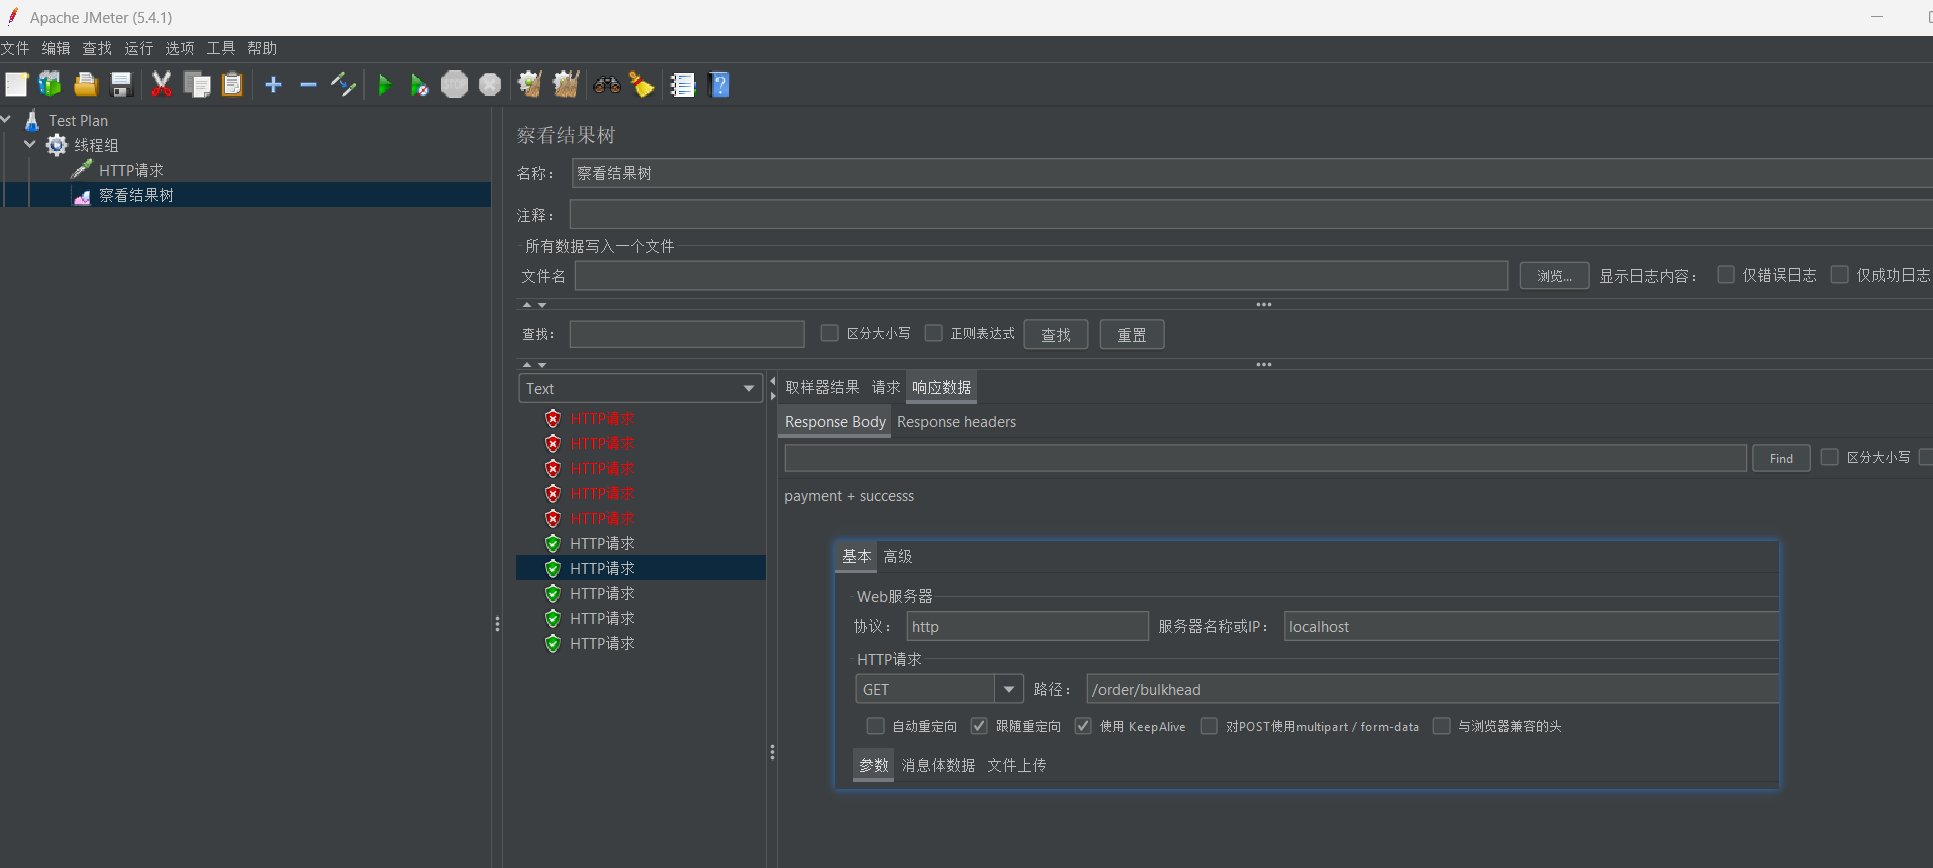 Apache JMeter (5.4.1)
文件 编辑 查找 运行 选项 工具 帮助
STOP
Test Plan
线程组
HTTP请求
察看结果树
察看结果树
名称： 察看结果树
注释：
所有数据写入一个文件
文件名 浏览... 显示日志内容： 仅错误日志 仅成功日志
查找： 区分大小写 正则表达式 查找 重置
Text
HTTP请求
HTTP请求
HTTP请求
HTTP请求
HTTP请求
HTTP请求
HTTP请求
HTTP请求
HTTP请求
HTTP请求
取样器结果 请求 响应数据
Response Body Response headers
Find 区分大小写
payment + successs
基本 高级
Web服务器
协议： http 服务器名称或IP： localhost
HTTP请求
GET 路径： /order/bulkhead
自动重定向 跟随重定向 使用 KeepAlive 对POST使用multipart / form-data 与浏览器兼容的头
参数 消息体数据 文件上传